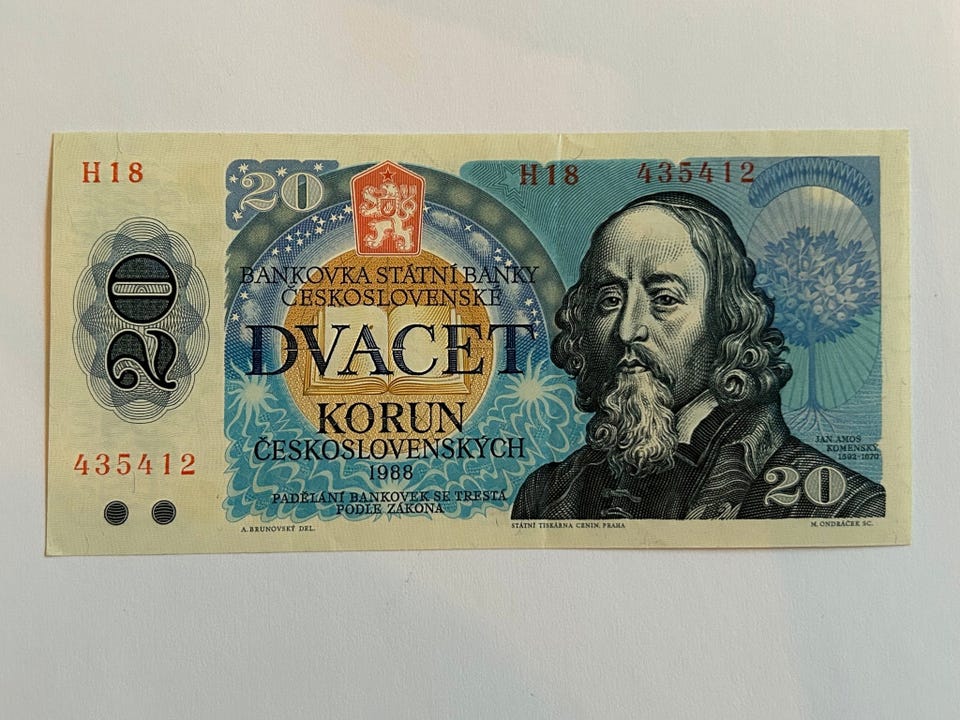 H18
H18 435412
20
BANKOVKA STÁTNÍ BANKY
ČESKOSLOVENSKÉ
DVACET
KORUN
ČESKOSLOVENSKÝCH
1988
PADĚLÁNÍ BANKOVEK SE TRESTÁ
PODLE ZÁKONA
20
435412
JAN AMOS
KOMENSKÝ
1592-1670
20
A. BRUNOVSKÝ DEL.
STÁTNÍ TISKÁRNA CENIN, PRAHA
M. ONDRÁČEK SC.